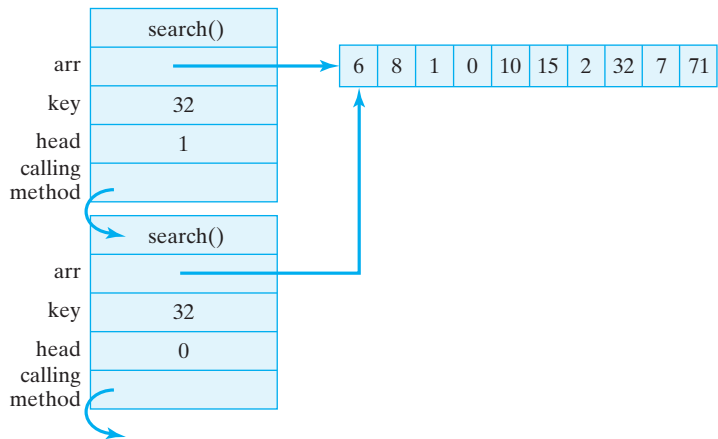 search()
arr
6 8 1 0 10 15 2 32 7 71
key 32
head 1
calling
method
search()
arr
key 32
head 0
calling
method